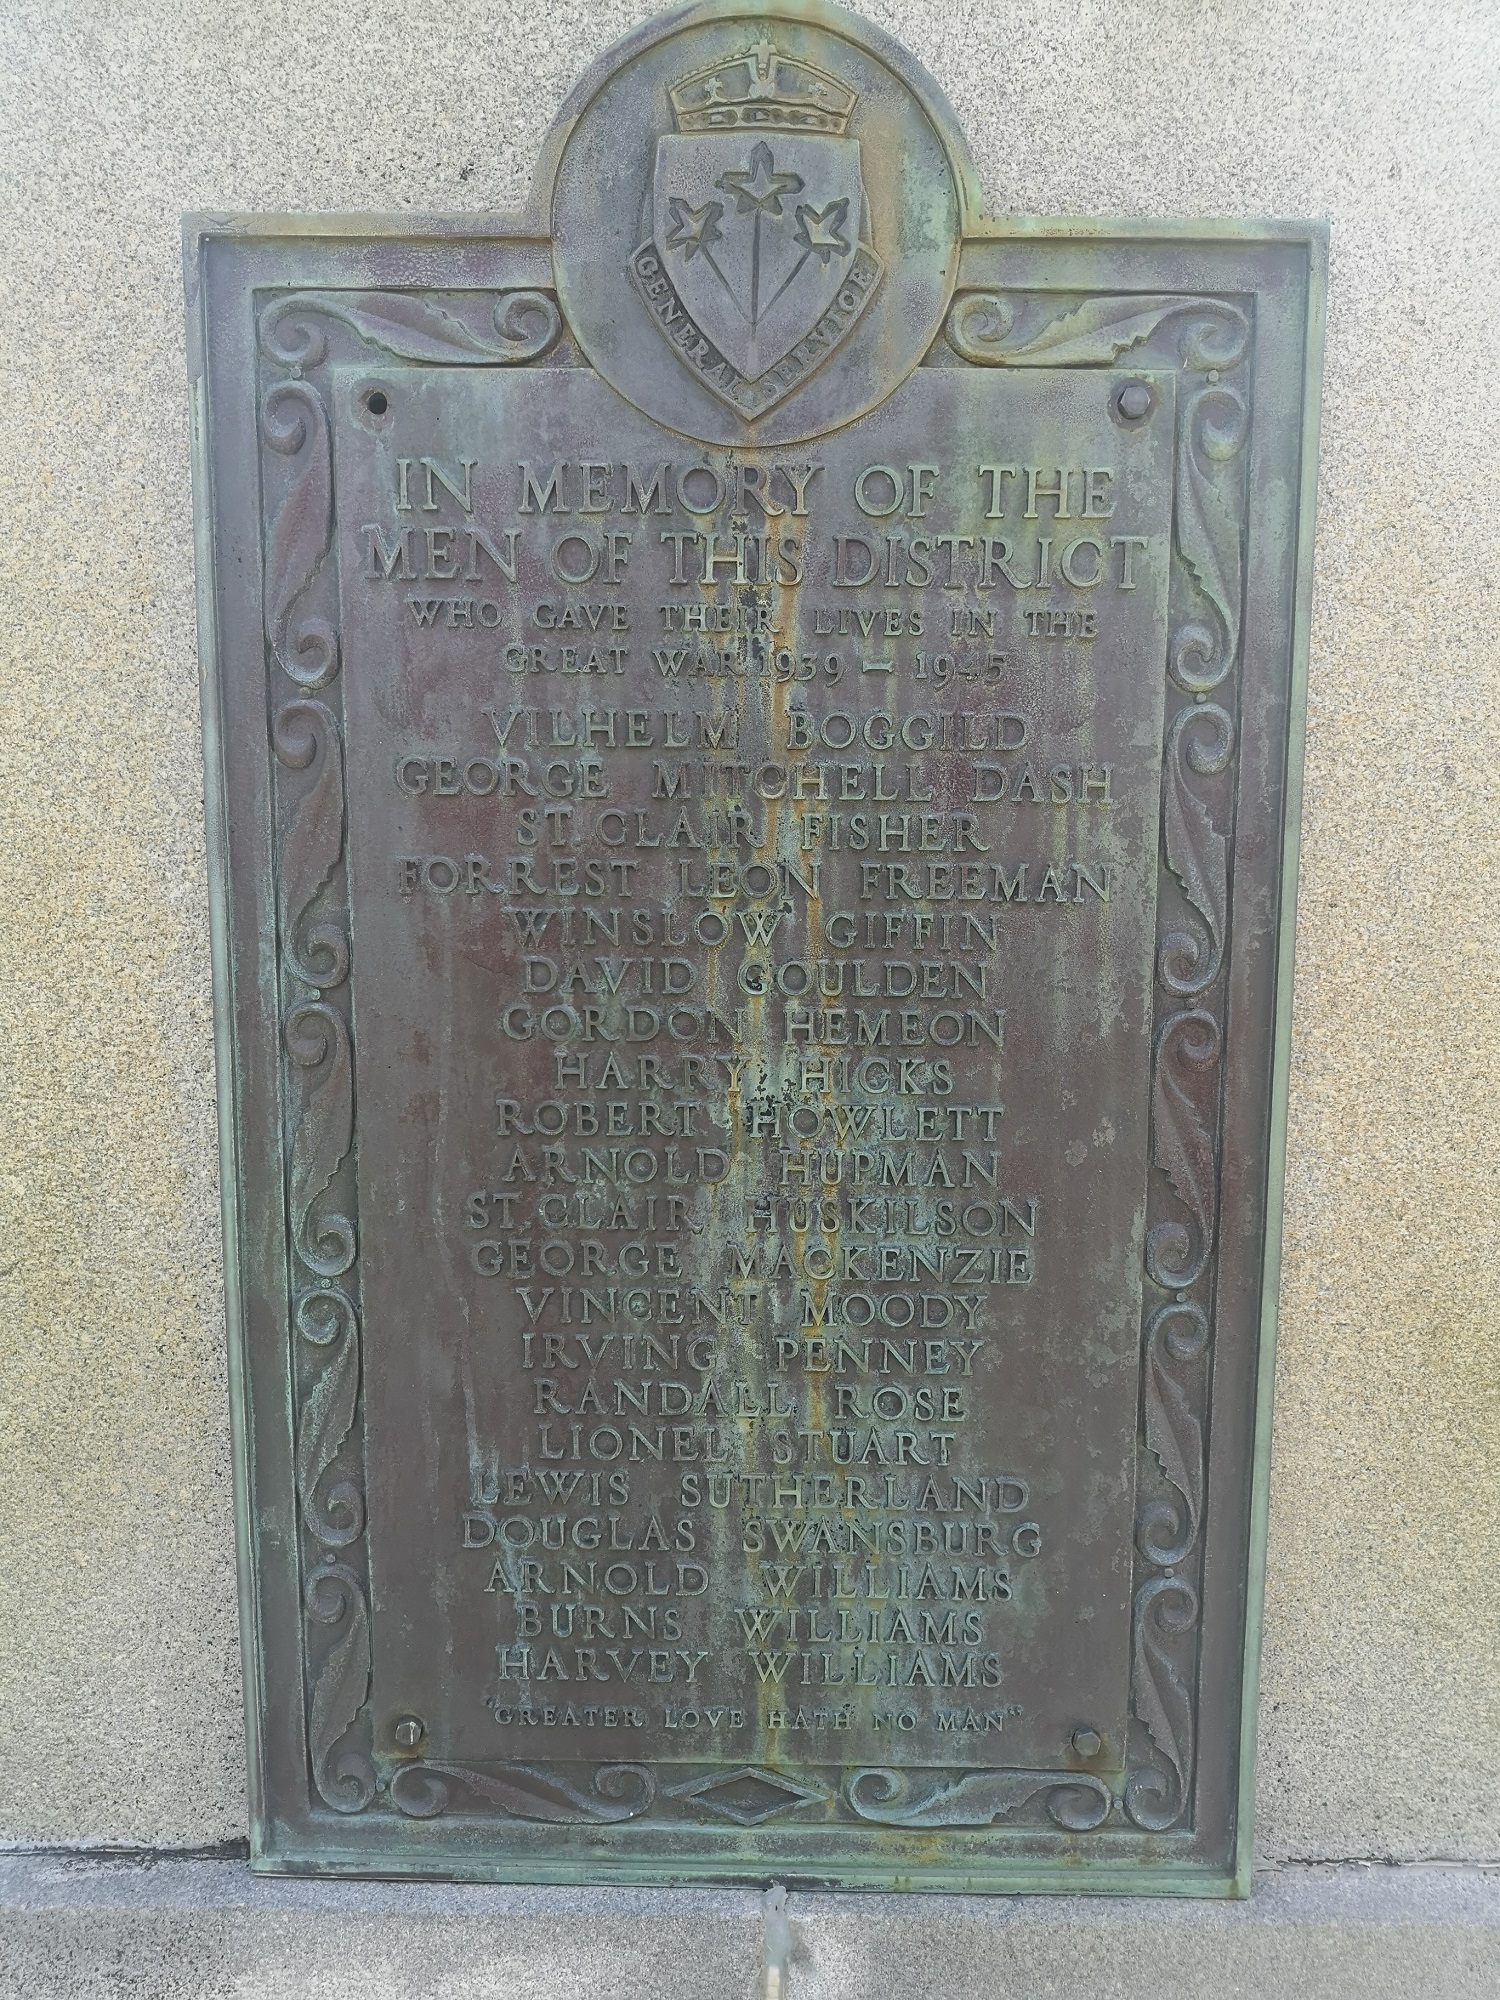 GENERAL SERVICE
IN MEMORY OF THE
MEN OF THIS DISTRICT
WHO GAVE THEIR LIVES IN THE
GREAT WAR 1939 – 1945
VILHELM BOGGILD
GEORGE MITCHELL DASH
ST. CLAIR FISHER
FORREST LEON FREEMAN
WINSLOW GIFFIN
DAVID GOULDEN
GORDON HEMEON
HARRY HICKS
ROBERT HOWLETT
ARNOLD HUPMAN
ST. CLAIR HUSKILSON
GEORGE MACKENZIE
VINCENT MOODY
IRVING PENNEY
RANDALL ROSE
LIONEL STUART
LEWIS SUTHERLAND
DOUGLAS SWANSBURG
ARNOLD WILLIAMS
BURNS WILLIAMS
HARVEY WILLIAMS
"GREATER LOVE HATH NO MAN"